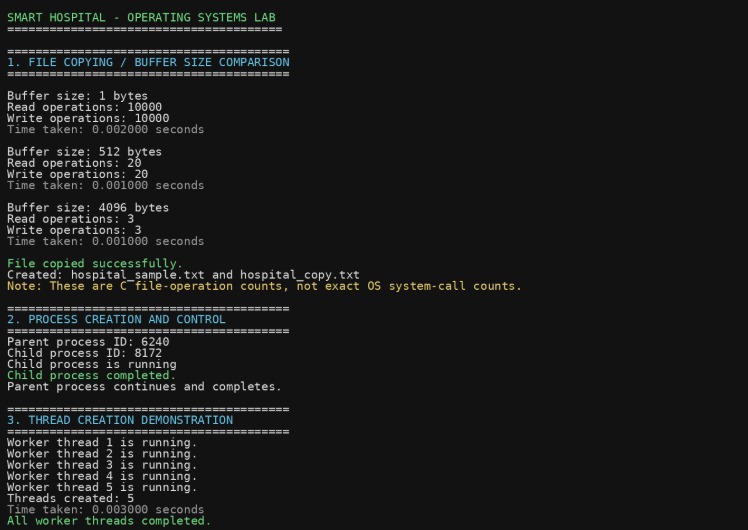 SMART HOSPITAL - OPERATING SYSTEMS LAB
=======================================
========================================
1. FILE COPYING / BUFFER SIZE COMPARISON
========================================
Buffer size: 1 bytes
Read operations: 10000
Write operations: 10000
Time taken: 0.002000 seconds
Buffer size: 512 bytes
Read operations: 20
Write operations: 20
Time taken: 0.001000 seconds
Buffer size: 4096 bytes
Read operations: 3
Write operations: 3
Time taken: 0.001000 seconds
File copied successfully.
Created: hospital_sample.txt and hospital_copy.txt
Note: These are C file-operation counts, not exact OS system-call counts.
========================================
2. PROCESS CREATION AND CONTROL
========================================
Parent process ID: 6240
Child process ID: 8172
Child process is running
Child process completed.
Parent process continues and completes.
========================================
3. THREAD CREATION DEMONSTRATION
========================================
Worker thread 1 is running.
Worker thread 2 is running.
Worker thread 3 is running.
Worker thread 4 is running.
Worker thread 5 is running.
Threads created: 5
Time taken: 0.003000 seconds
All worker threads completed.